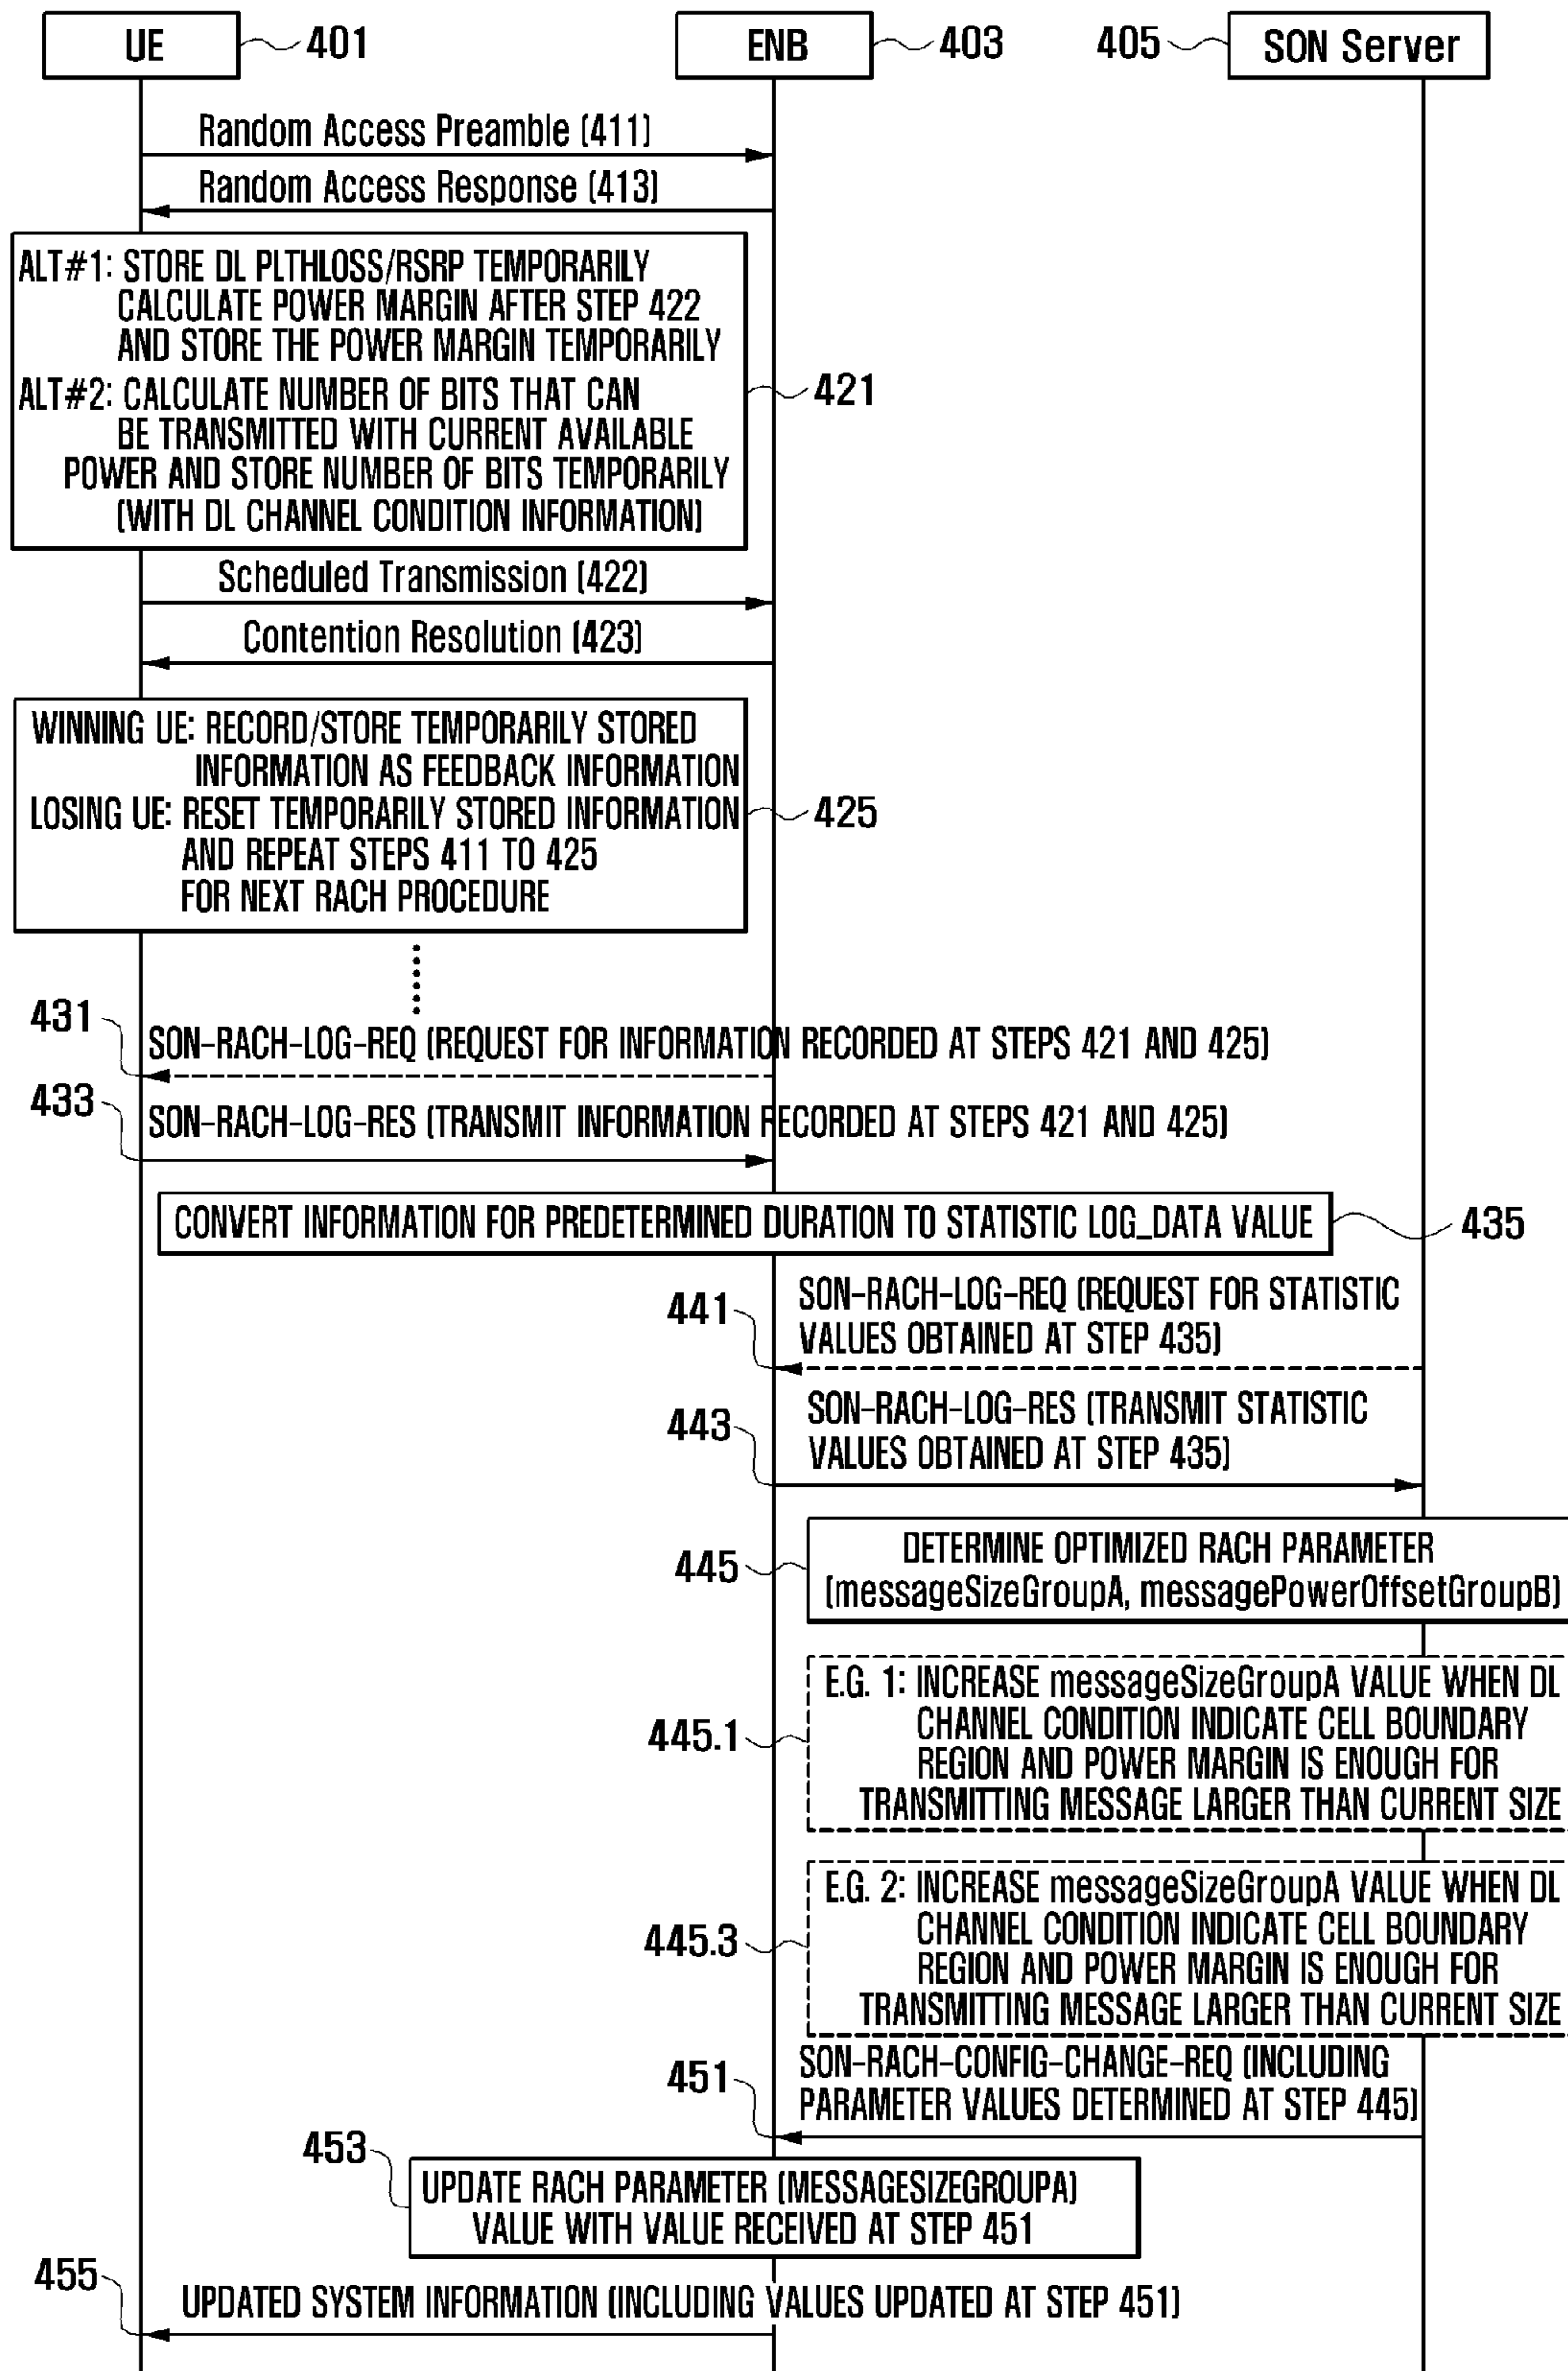 UE
401
ENB
403
405
SON Server
Random Access Preamble (411)
Random Access Response (413)
ALT#1: STORE DL PLTHLOSS/RSRP TEMPORARILY
CALCULATE POWER MARGIN AFTER STEP 422
AND STORE THE POWER MARGIN TEMPORARILY
ALT#2: CALCULATE NUMBER OF BITS THAT CAN
BE TRANSMITTED WITH CURRENT AVAILABLE
POWER AND STORE NUMBER OF BITS TEMPORARILY
(WITH DL CHANNEL CONDITION INFORMATION)
421
Scheduled Transmission (422)
Contention Resolution (423)
WINNING UE: RECORD/STORE TEMPORARILY STORED
INFORMATION AS FEEDBACK INFORMATION
LOSING UE: RESET TEMPORARILY STORED INFORMATION
AND REPEAT STEPS 411 TO 425
FOR NEXT RACH PROCEDURE
425
431
SON-RACH-LOG-REQ (REQUEST FOR INFORMATION RECORDED AT STEPS 421 AND 425)
433
SON-RACH-LOG-RES (TRANSMIT INFORMATION RECORDED AT STEPS 421 AND 425)
CONVERT INFORMATION FOR PREDETERMINED DURATION TO STATISTIC LOG_DATA VALUE
435
441
SON-RACH-LOG-REQ (REQUEST FOR STATISTIC
VALUES OBTAINED AT STEP 435)
443
SON-RACH-LOG-RES (TRANSMIT STATISTIC
VALUES OBTAINED AT STEP 435)
445
DETERMINE OPTIMIZED RACH PARAMETER
(messageSizeGroupA, messagePowerOffsetGroupB)
445.1
E.G. 1: INCREASE messageSizeGroupA VALUE WHEN DL
CHANNEL CONDITION INDICATE CELL BOUNDARY
REGION AND POWER MARGIN IS ENOUGH FOR
TRANSMITTING MESSAGE LARGER THAN CURRENT SIZE
445.3
E.G. 2: INCREASE messageSizeGroupA VALUE WHEN DL
CHANNEL CONDITION INDICATE CELL BOUNDARY
REGION AND POWER MARGIN IS ENOUGH FOR
TRANSMITTING MESSAGE LARGER THAN CURRENT SIZE
451
SON-RACH-CONFIG-CHANGE-REQ (INCLUDING
PARAMETER VALUES DETERMINED AT STEP 445)
453
UPDATE RACH PARAMETER (MESSAGESIZEGROUPA)
VALUE WITH VALUE RECEIVED AT STEP 451
455
UPDATED SYSTEM INFORMATION (INCLUDING VALUES UPDATED AT STEP 451)